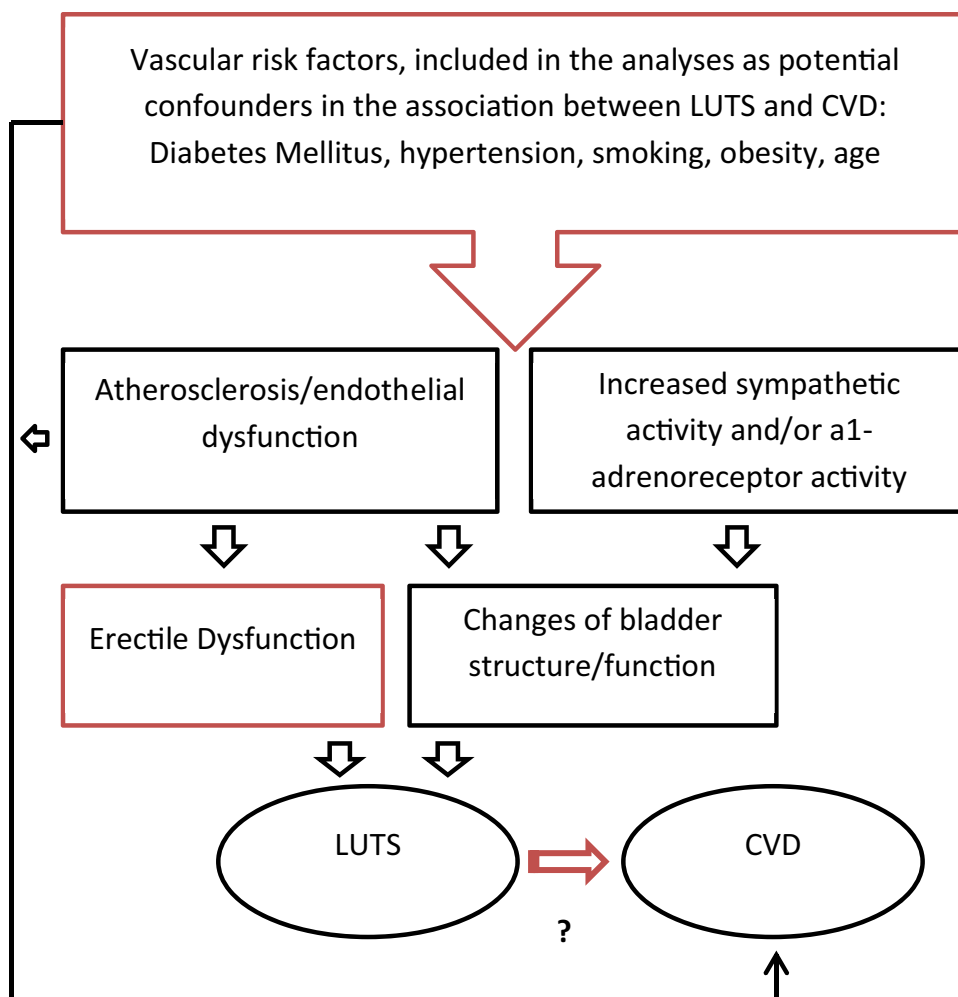 Vascular risk factors, included in the analyses as potential
confounders in the association between LUTS and CVD:
Diabetes Mellitus, hypertension, smoking, obesity, age
Atherosclerosis/endothelial
dysfunction
Increased sympathetic
activity and/or a1-
adrenoreceptor activity
Erectile Dysfunction
Changes of bladder
structure/function
LUTS
CVD
?